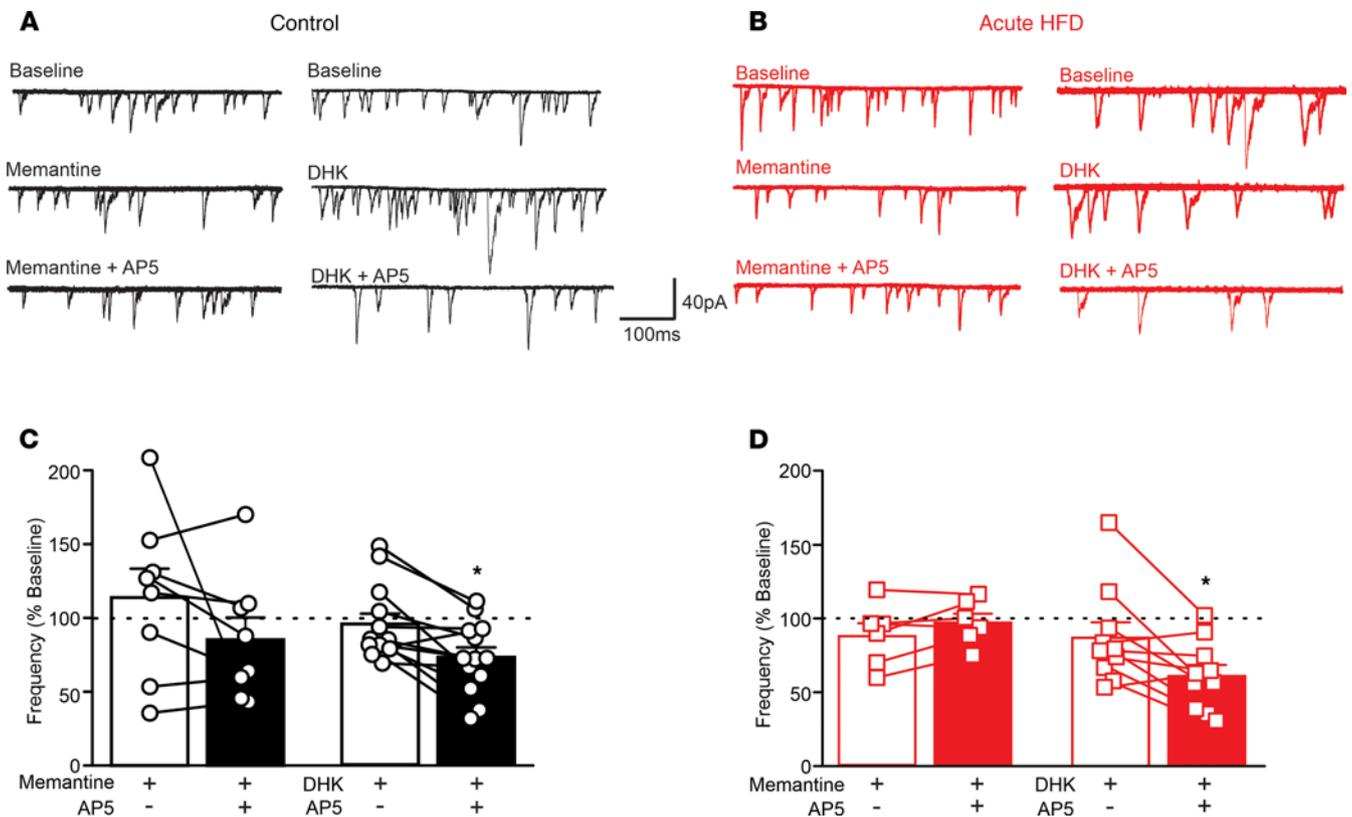 A
Control
B
Acute HFD
Baseline
Baseline
Baseline
Baseline
Memantine
DHK
Memantine
DHK
Memantine + AP5
DHK + AP5
Memantine + AP5
DHK + AP5
40pA
100ms
C
D
Frequency (% Baseline)
200
150
100
50
0
*
Memantine + + DHK + +
AP5 - + AP5 - +
Frequency (% Baseline)
200
150
100
50
0
*
Memantine + + DHK + +
AP5 - + AP5 - +